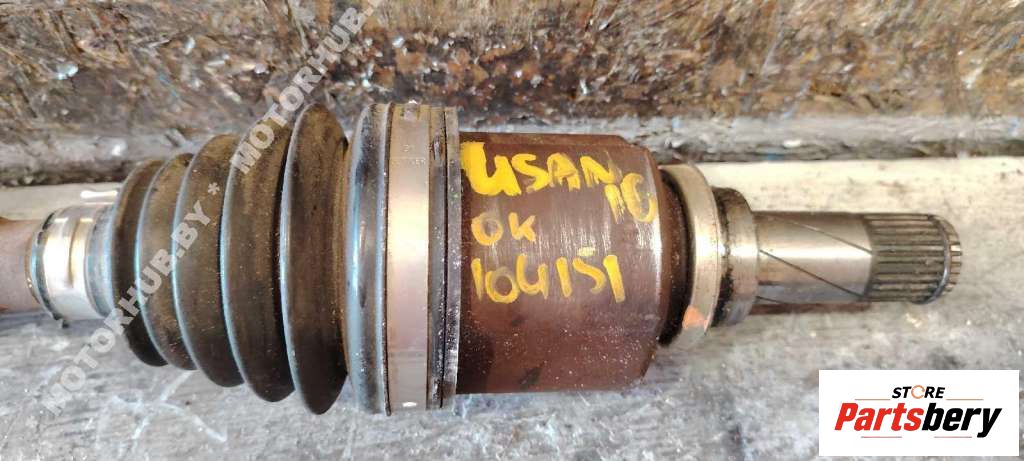 MOTORHUB.BY * MOTORHUB.BY
USAN
10
OK
104151
STORE
Partsbery